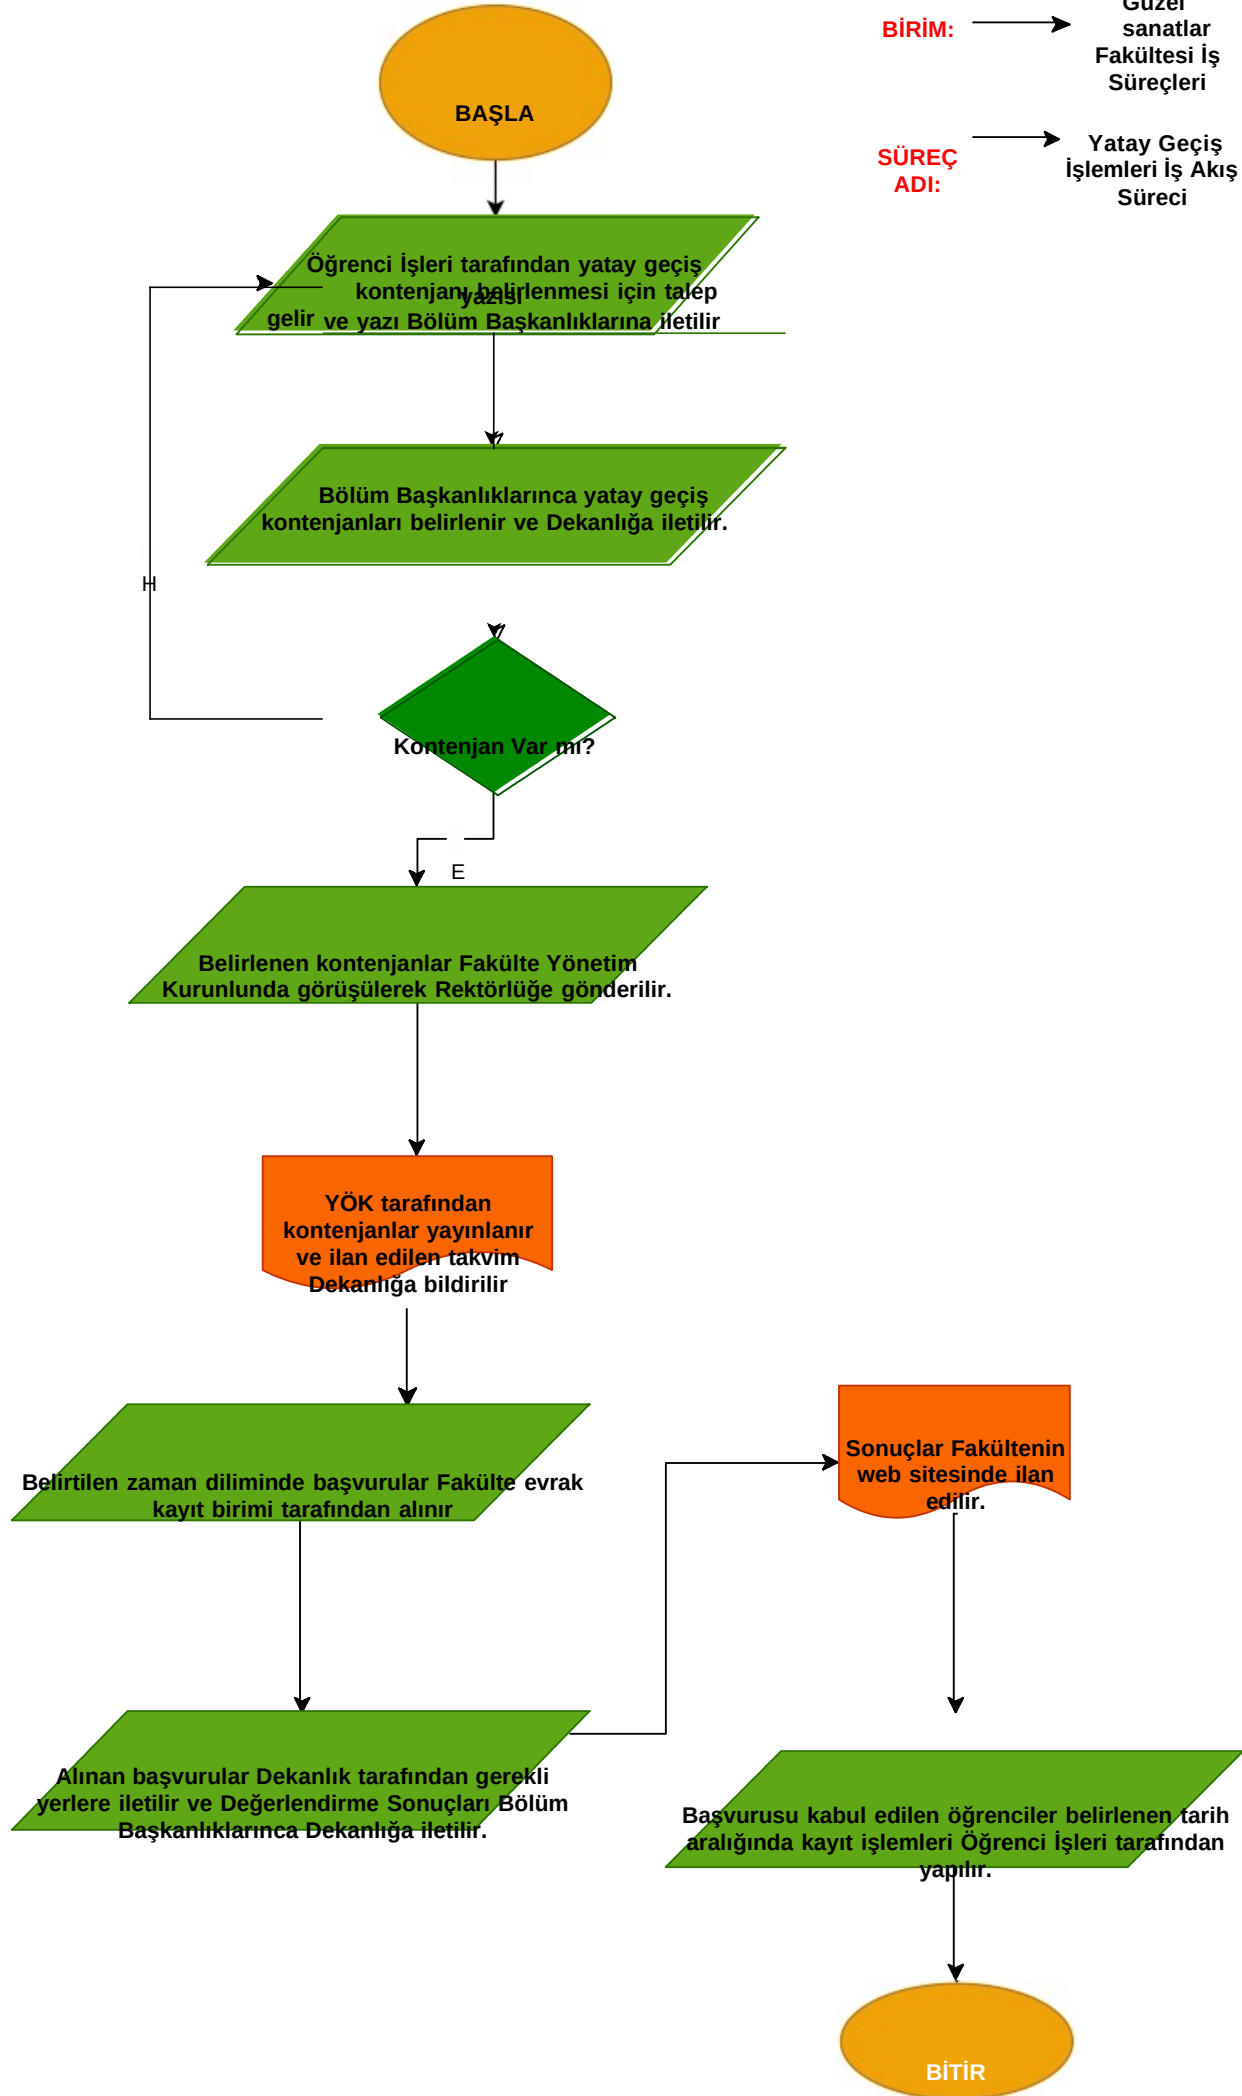 Güzel
sanatlar
Fakültesi İş
Süreçleri
BİRİM:
BAŞLA
SÜREÇ
ADI:
Yatay Geçiş
İşlemleri İş Akış
Süreci
Öğrenci İşleri tarafından yatay geçiş
kontenjanı belirlenmesi için talep
yazısı
gelir ve yazı Bölüm Başkanlıklarına iletilir
Bölüm Başkanlıklarınca yatay geçiş
kontenjanları belirlenir ve Dekanlığa iletilir.
H
Kontenjan Var mı?
E
Belirlenen kontenjanlar Fakülte Yönetim
Kurunlunda görüşülerek Rektörlüğe gönderilir.
YÖK tarafından
kontenjanlar yayınlanır
ve ilan edilen takvim
Dekanlığa bildirilir
Belirtilen zaman diliminde başvurular Fakülte evrak
kayıt birimi tarafından alınır
Alınan başvurular Dekanlık tarafından gerekli
yerlere iletilir ve Değerlendirme Sonuçları Bölüm
Başkanlıklarınca Dekanlığa iletilir.
Sonuçlar Fakültenin
web sitesinde ilan
edilir.
Başvurusu kabul edilen öğrenciler belirlenen tarih
aralığında kayıt işlemleri Öğrenci İşleri tarafından
yapılır.
BİTİR